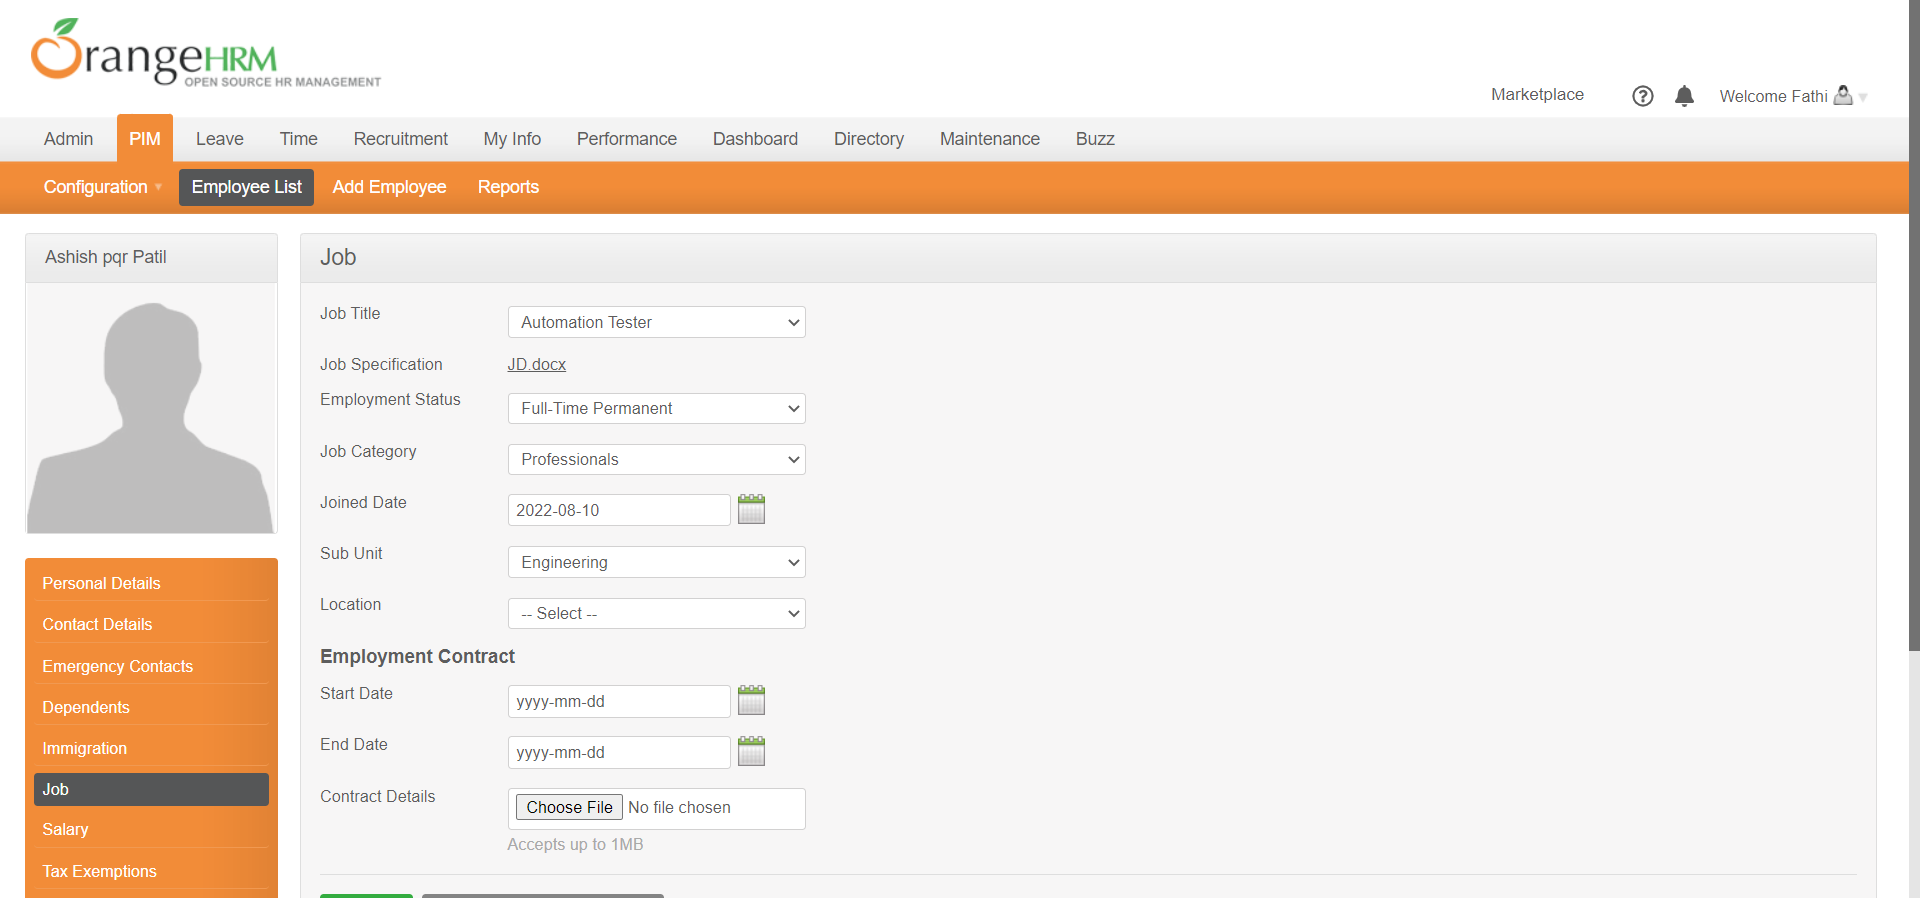 OrangeHRM
OPEN SOURCE HR MANAGEMENT
Marketplace
Welcome Fathi
Admin PIM Leave Time Recruitment My Info Performance Dashboard Directory Maintenance Buzz
Configuration Employee List Add Employee Reports
Ashish pqr Patil
Personal Details
Contact Details
Emergency Contacts
Dependents
Immigration
Job
Salary
Tax Exemptions
Job
Job Title Automation Tester
Job Specification JD.docx
Employment Status Full-Time Permanent
Job Category Professionals
Joined Date 2022-08-10
Sub Unit Engineering
Location -- Select --
Employment Contract
Start Date yyyy-mm-dd
End Date yyyy-mm-dd
Contract Details Choose File No file chosen
Accepts up to 1MB